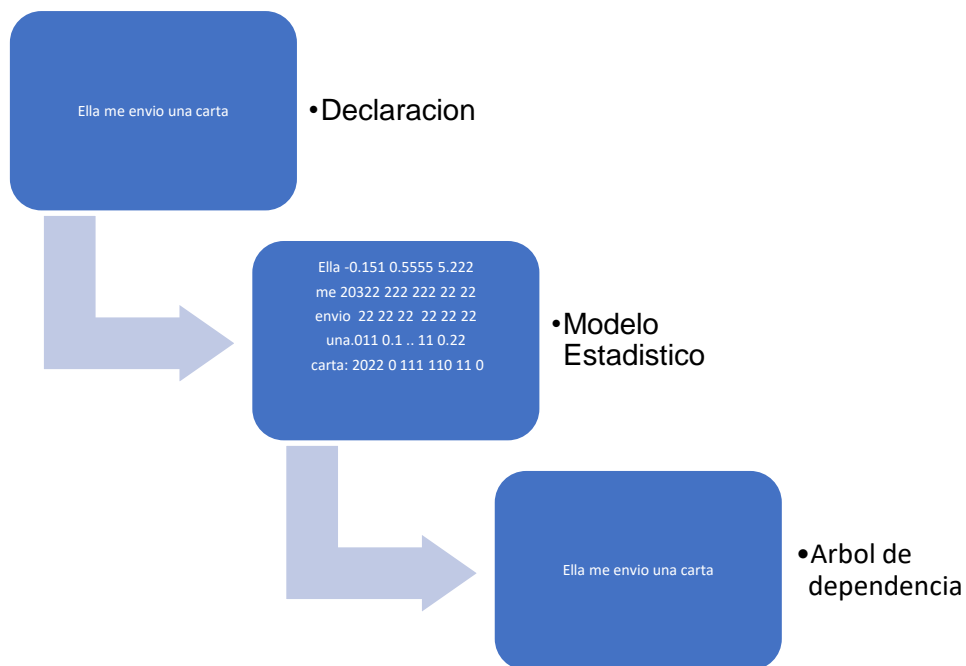 Ella me envio una carta
•Declaracion
Ella -0.151 0.5555 5.222
me 20322 222 222 22 22
envio 22 22 22 22 22 22
una.011 0.1 .. 11 0.22
carta: 2022 0 111 110 11 0
•Modelo
Estadistico
Ella me envio una carta
•Arbol de
dependencia